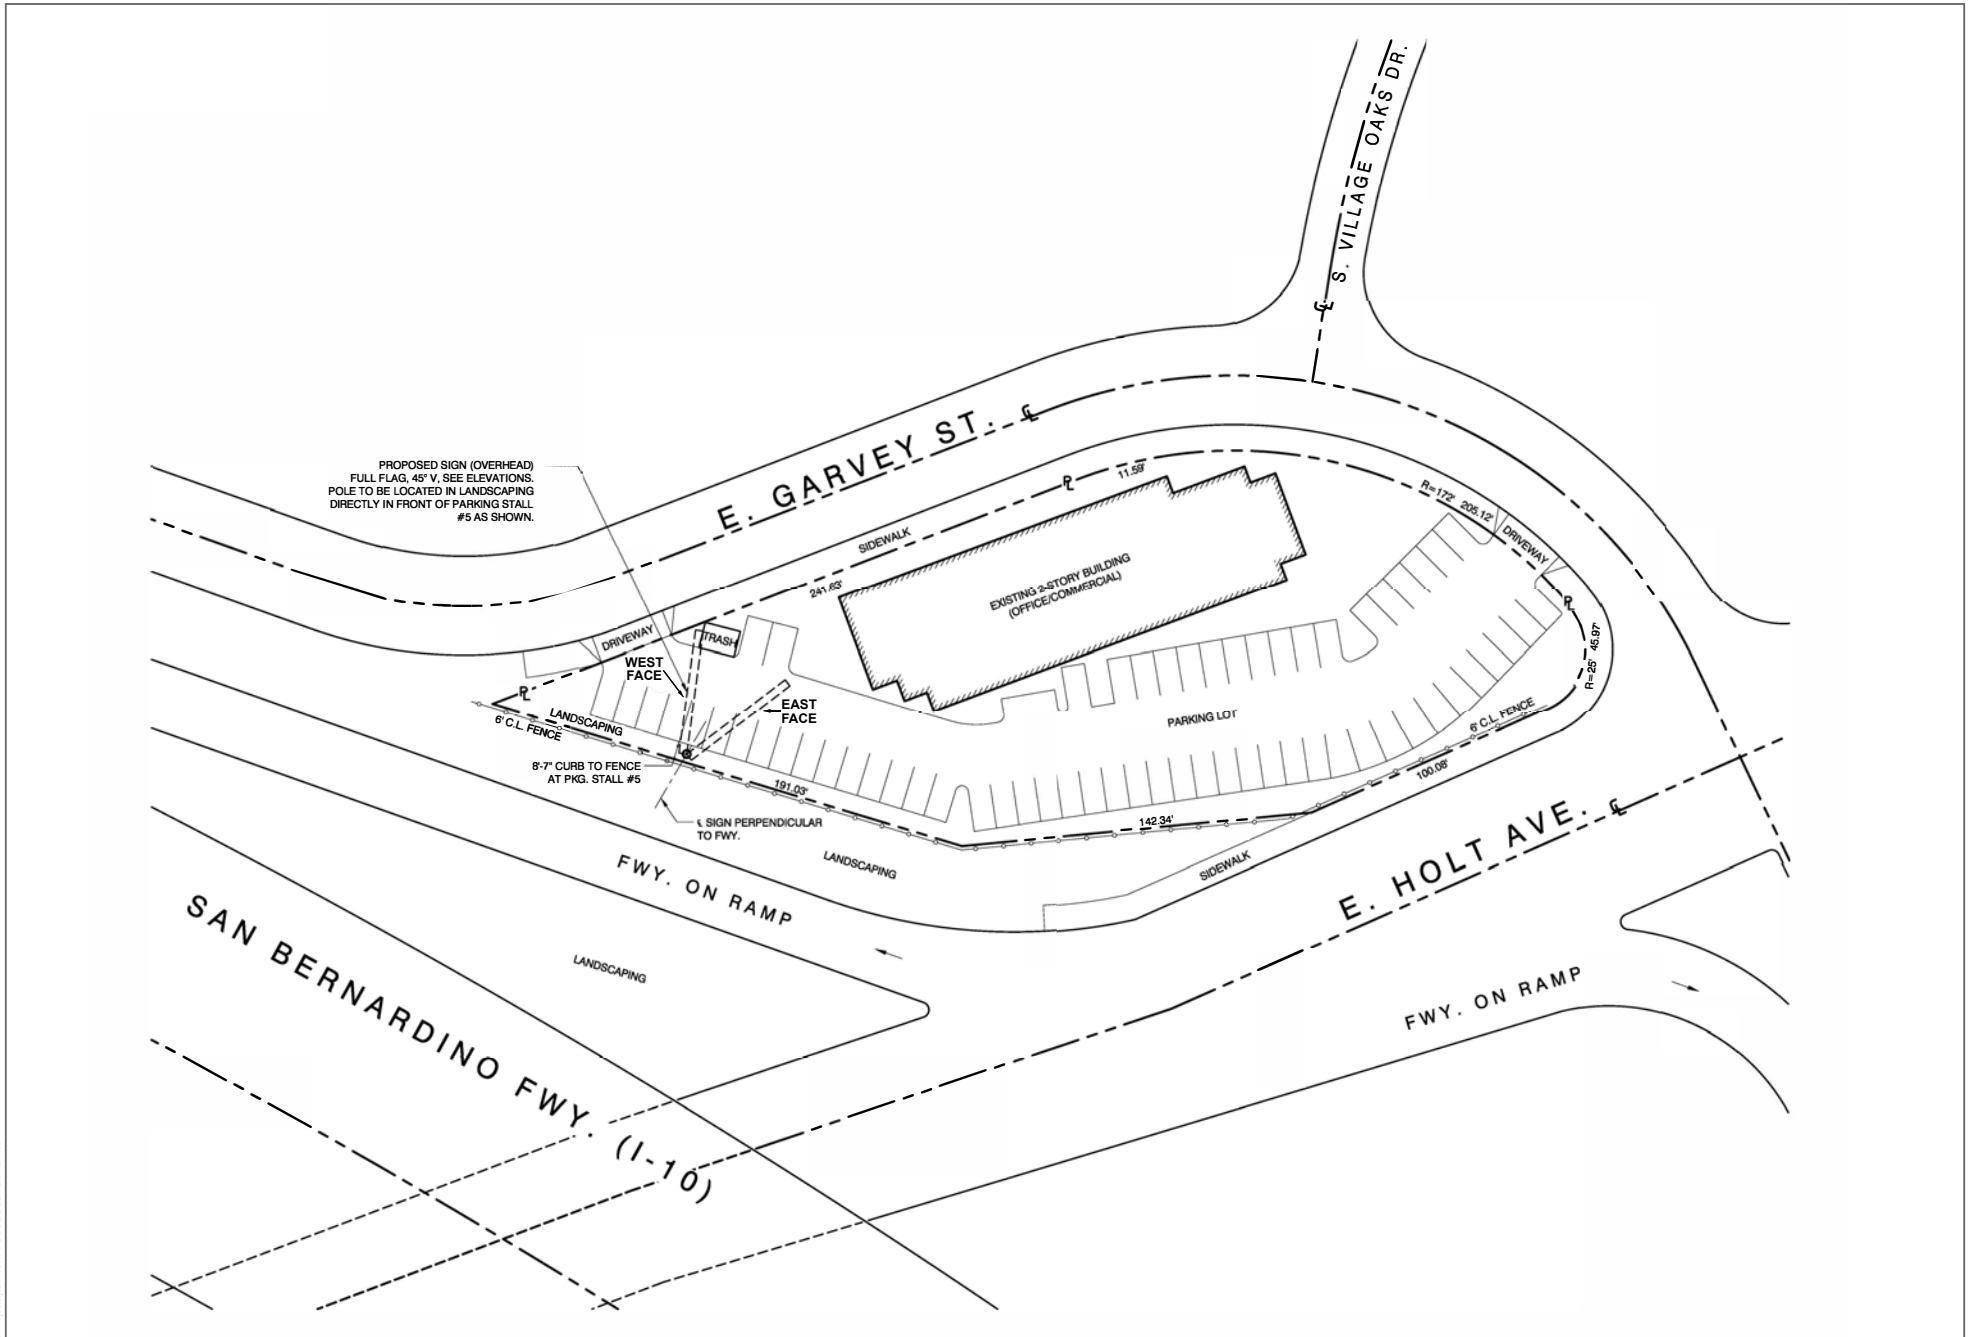 S. VILLAGE OAKS DR.
E. GARVEY ST.
PROPOSED SIGN (OVERHEAD)
FULL FLAG, 45° V, SEE ELEVATIONS.
POLE TO BE LOCATED IN LANDSCAPING
DIRECTLY IN FRONT OF PARKING STALL
#5 AS SHOWN.
11.59'
R=172' 205.12'
SIDEWALK
DRIVEWAY
241.63'
EXISTING 2-STORY BUILDING
(OFFICE/COMMERCIAL)
DRIVEWAY
TRASH
R=25' 45.97'
WEST
FACE
EAST
FACE
LANDSCAPING
6' C.L. FENCE
PARKING LOT
6' C.L. FENCE
8'-7" CURB TO FENCE
AT PKG. STALL #5
191.03'
100.08'
142.34'
℄ SIGN PERPENDICULAR
TO FWY.
LANDSCAPING
SIDEWALK
E. HOLT AVE.
FWY. ON RAMP
LANDSCAPING
FWY. ON RAMP
SAN BERNARDINO FWY. (I-10)